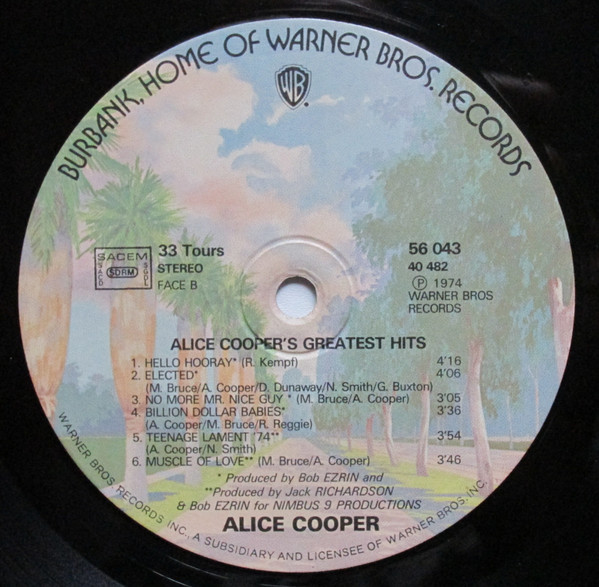 BURBANK, HOME OF WARNER BROS. RECORDS
WB
SACEM
SACD
SDRM
SGDL
33 Tours
STEREO
FACE B
56 043
40 482
Ⓟ 1974
WARNER BROS
RECORDS
ALICE COOPER'S GREATEST HITS
1. HELLO HOORAY* (R. Kempf) 4'16
2. ELECTED* 4'06
(M. Bruce/A. Cooper/D. Dunaway/N. Smith/G. Buxton)
3. NO MORE MR. NICE GUY * (M. Bruce/A. Cooper) 3'05
4. BILLION DOLLAR BABIES* 3'36
(A. Cooper/M. Bruce/R. Reggie)
5. TEENAGE LAMENT '74** 3'54
(A. Cooper/N. Smith)
6. MUSCLE OF LOVE** (M. Bruce/A. Cooper) 3'46
* Produced by Bob EZRIN and
**Produced by Jack RICHARDSON
& Bob EZRIN for NIMBUS 9 PRODUCTIONS
ALICE COOPER
WARNER BROS. RECORDS INC., A SUBSIDIARY AND LICENSEE OF WARNER BROS. INC.